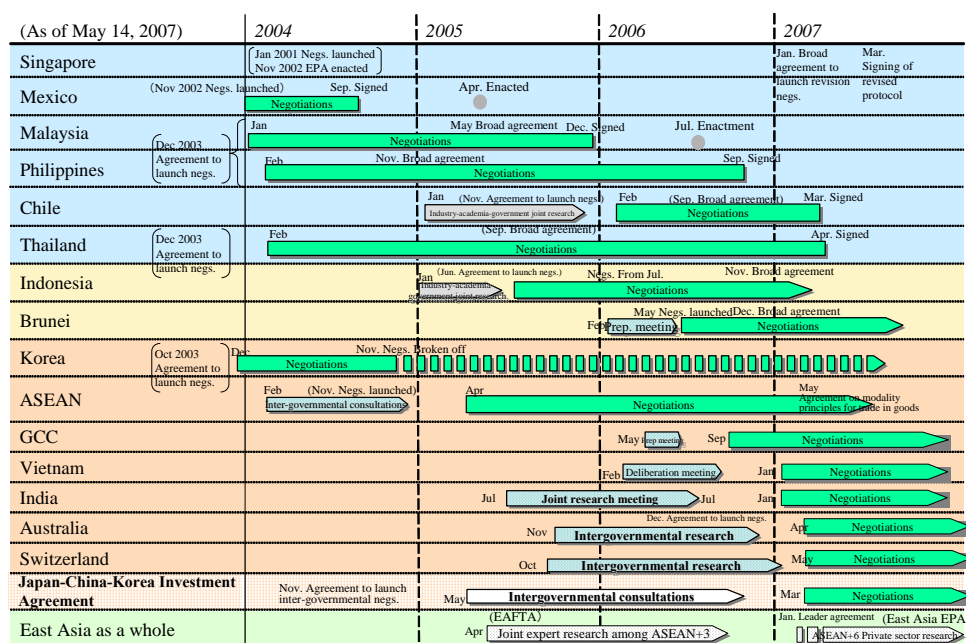 (As of May 14, 2007)
2004
2005
2006
2007
Singapore
Jan 2001 Negs. launched
Nov 2002 EPA enacted
Jan. Broad
agreement to
launch revision
negs.
Mar.
Signing of
revised
protocol
Mexico
(Nov 2002 Negs. launched)
Sep. Signed
Negotiations
Apr. Enacted
Malaysia
Dec 2003
Agreement to
launch negs.
Jan
May Broad agreement
Dec. Signed
Negotiations
Jul. Enactment
Philippines
Feb
Nov. Broad agreement
Sep. Signed
Negotiations
Chile
Jan
(Nov. Agreement to launch negs.)
Industry-academia-government joint research
Feb
(Sep. Broad agreement)
Mar. Signed
Negotiations
Thailand
Dec 2003
Agreement to
launch negs.
Feb
(Sep. Broad agreement)
Apr. Signed
Negotiations
Indonesia
Jan
(Jun. Agreement to launch negs.)
Industry-academia
government-joint-research
Negs. From Jul.
Nov. Broad agreement
Negotiations
Brunei
Feb
May Negs. launched
Dec. Broad agreement
Prep. meeting
Negotiations
Korea
Oct 2003
Agreement to
launch negs.
Dec
Nov. Negs. Broken off
Negotiations
ASEAN
Feb
(Nov. Negs. launched)
Inter-governmental consultations
Apr
Negotiations
May
Agreement on modality
principles for trade in goods
GCC
May
Prep meeting
Sep
Negotiations
Vietnam
Feb
Deliberation meeting
Jan
Negotiations
India
Jul
Joint research meeting
Jul
Jan
Negotiations
Australia
Nov
Dec. Agreement to launch negs.
Intergovernmental research
Apr
Negotiations
Switzerland
Oct
Intergovernmental research
May
Negotiations
Japan-China-Korea Investment
Agreement
Nov. Agreement to launch
inter-governmental negs.
May
Intergovernmental consultations
Mar
Negotiations
East Asia as a whole
(EAFTA)
Apr
Joint expert research among ASEAN+3
Jan. Leader agreement
(East Asia EPA)
ASEAN+6 Private sector research